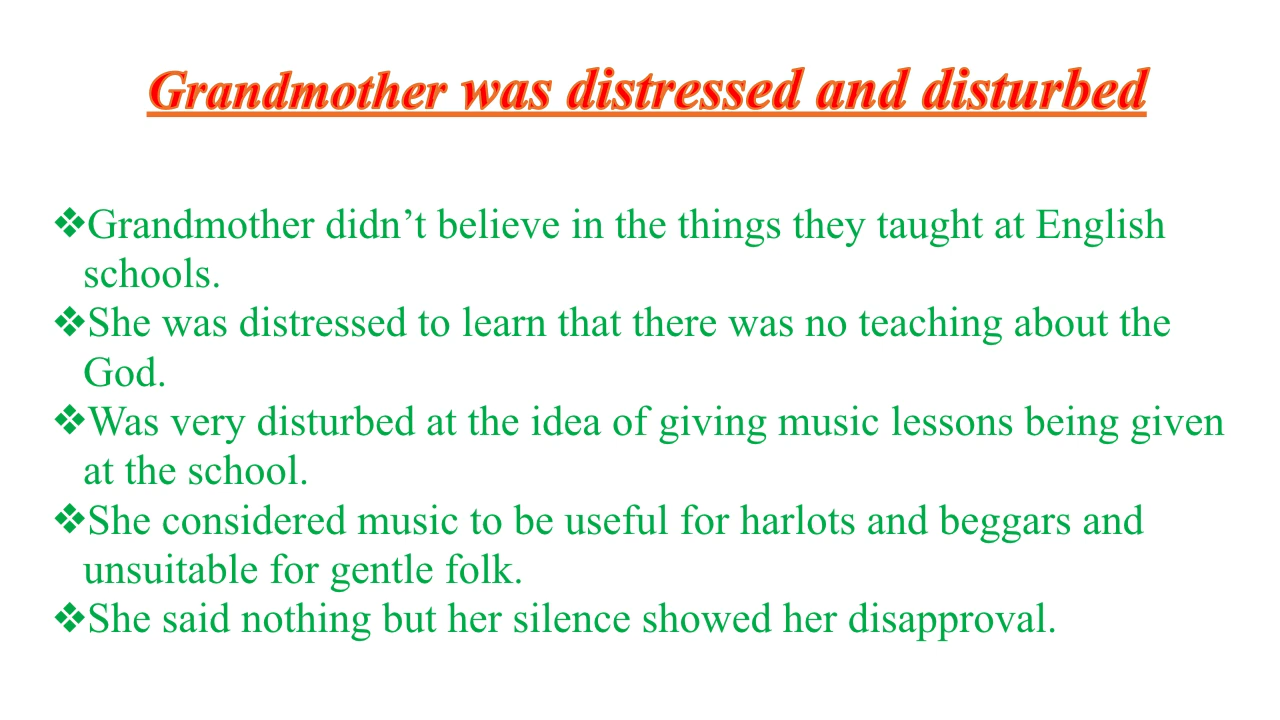 Grandmother was distressed and disturbed
❖Grandmother didn’t believe in the things they taught at English
schools.
❖She was distressed to learn that there was no teaching about the
God.
❖Was very disturbed at the idea of giving music lessons being given
at the school.
❖She considered music to be useful for harlots and beggars and
unsuitable for gentle folk.
❖She said nothing but her silence showed her disapproval.